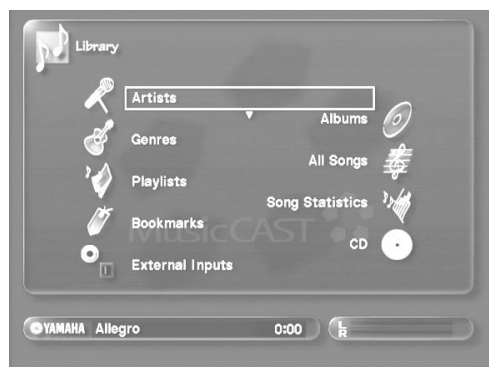 Library
Artists
Albums
Genres
All Songs
Playlists
Song Statistics
Bookmarks
MusicCAST
CD
External Inputs
YAMAHA Allegro 0:00 L
R